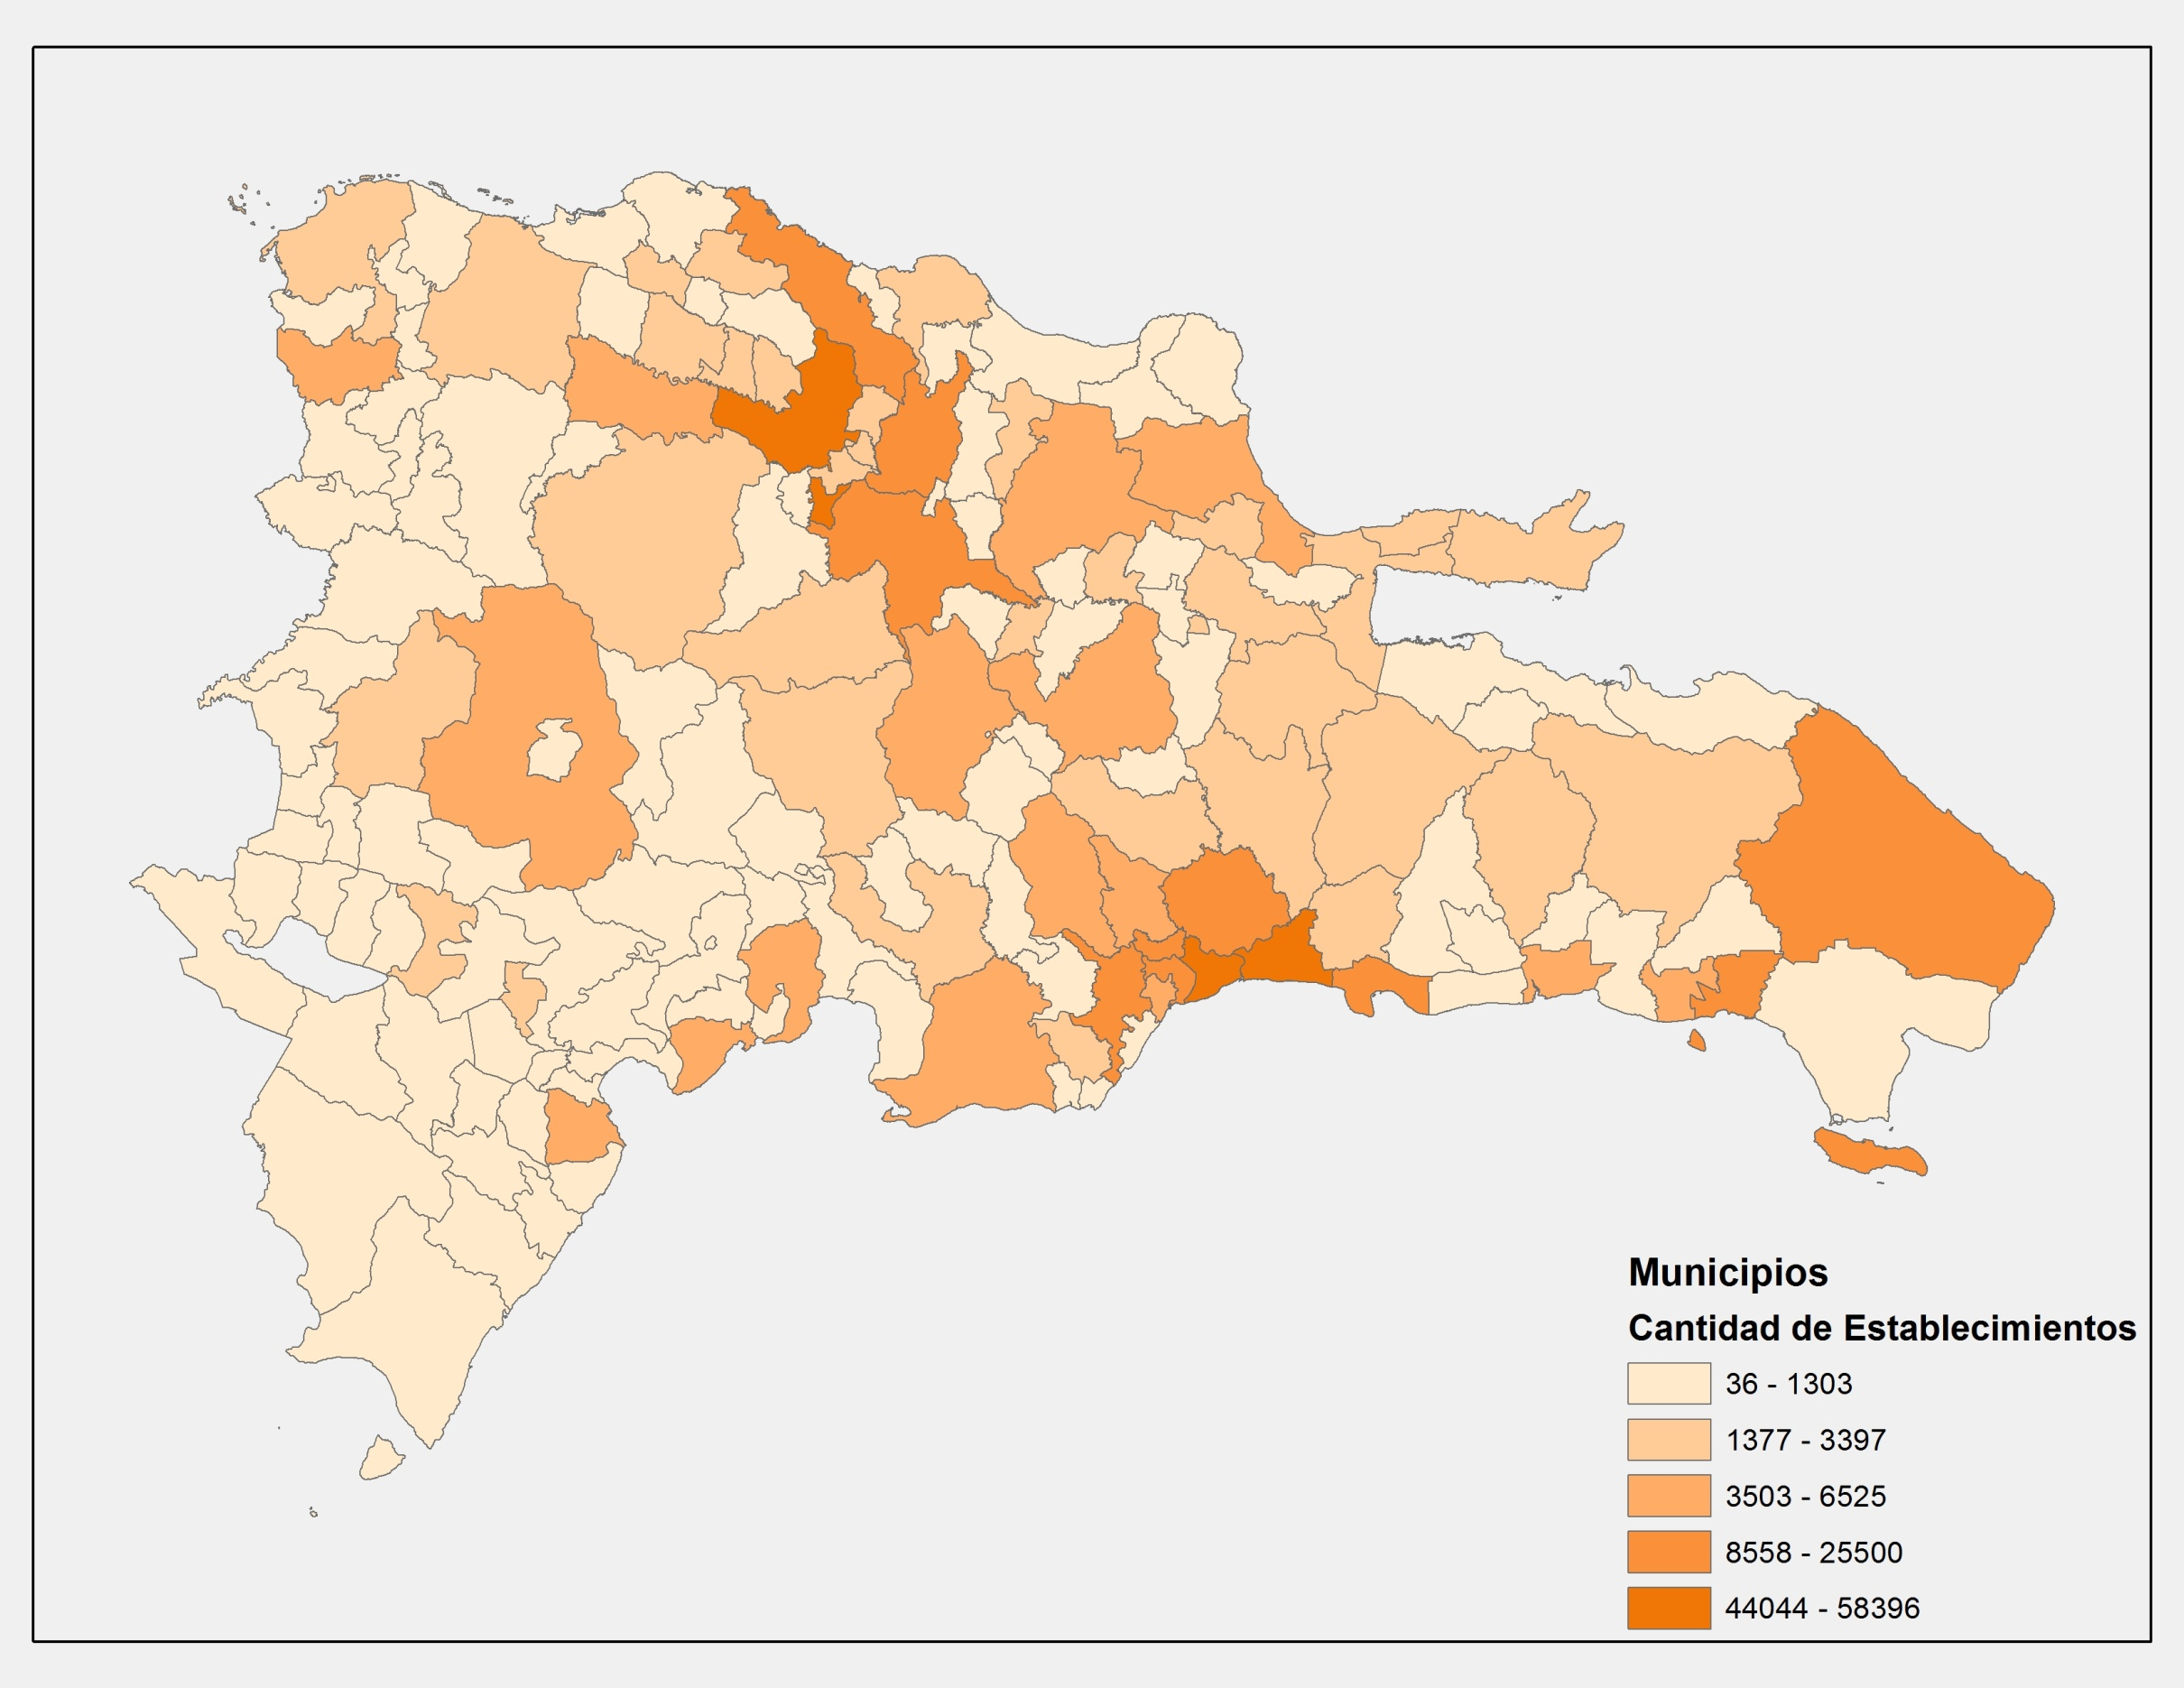 Municipios
Cantidad de Establecimientos
36 - 1303
1377 - 3397
3503 - 6525
8558 - 25500
44044 - 58396